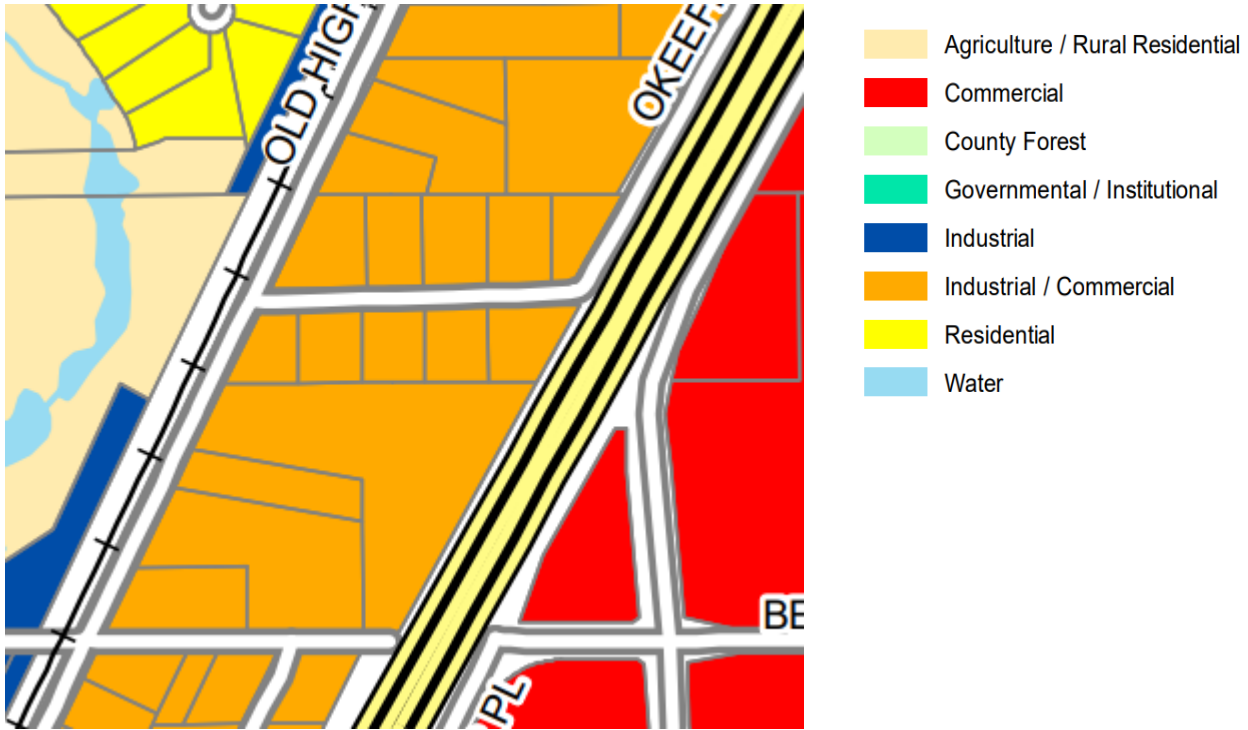 OLD HIGH
OKEEF
BE
PL
Agriculture / Rural Residential
Commercial
County Forest
Governmental / Institutional
Industrial
Industrial / Commercial
Residential
Water